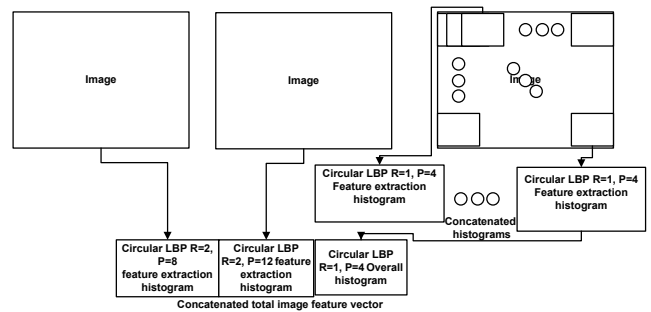 Image
Image
Image
Circular LBP R=1, P=4
Feature extraction
histogram
Circular LBP R=1, P=4
Feature extraction
histogram
Concatenated
histograms
Circular LBP R=2,
P=8
feature extraction
histogram
Circular LBP
R=2, P=12 feature
extraction
histogram
Circular LBP
R=1, P=4 Overall
histogram
Concatenated total image feature vector